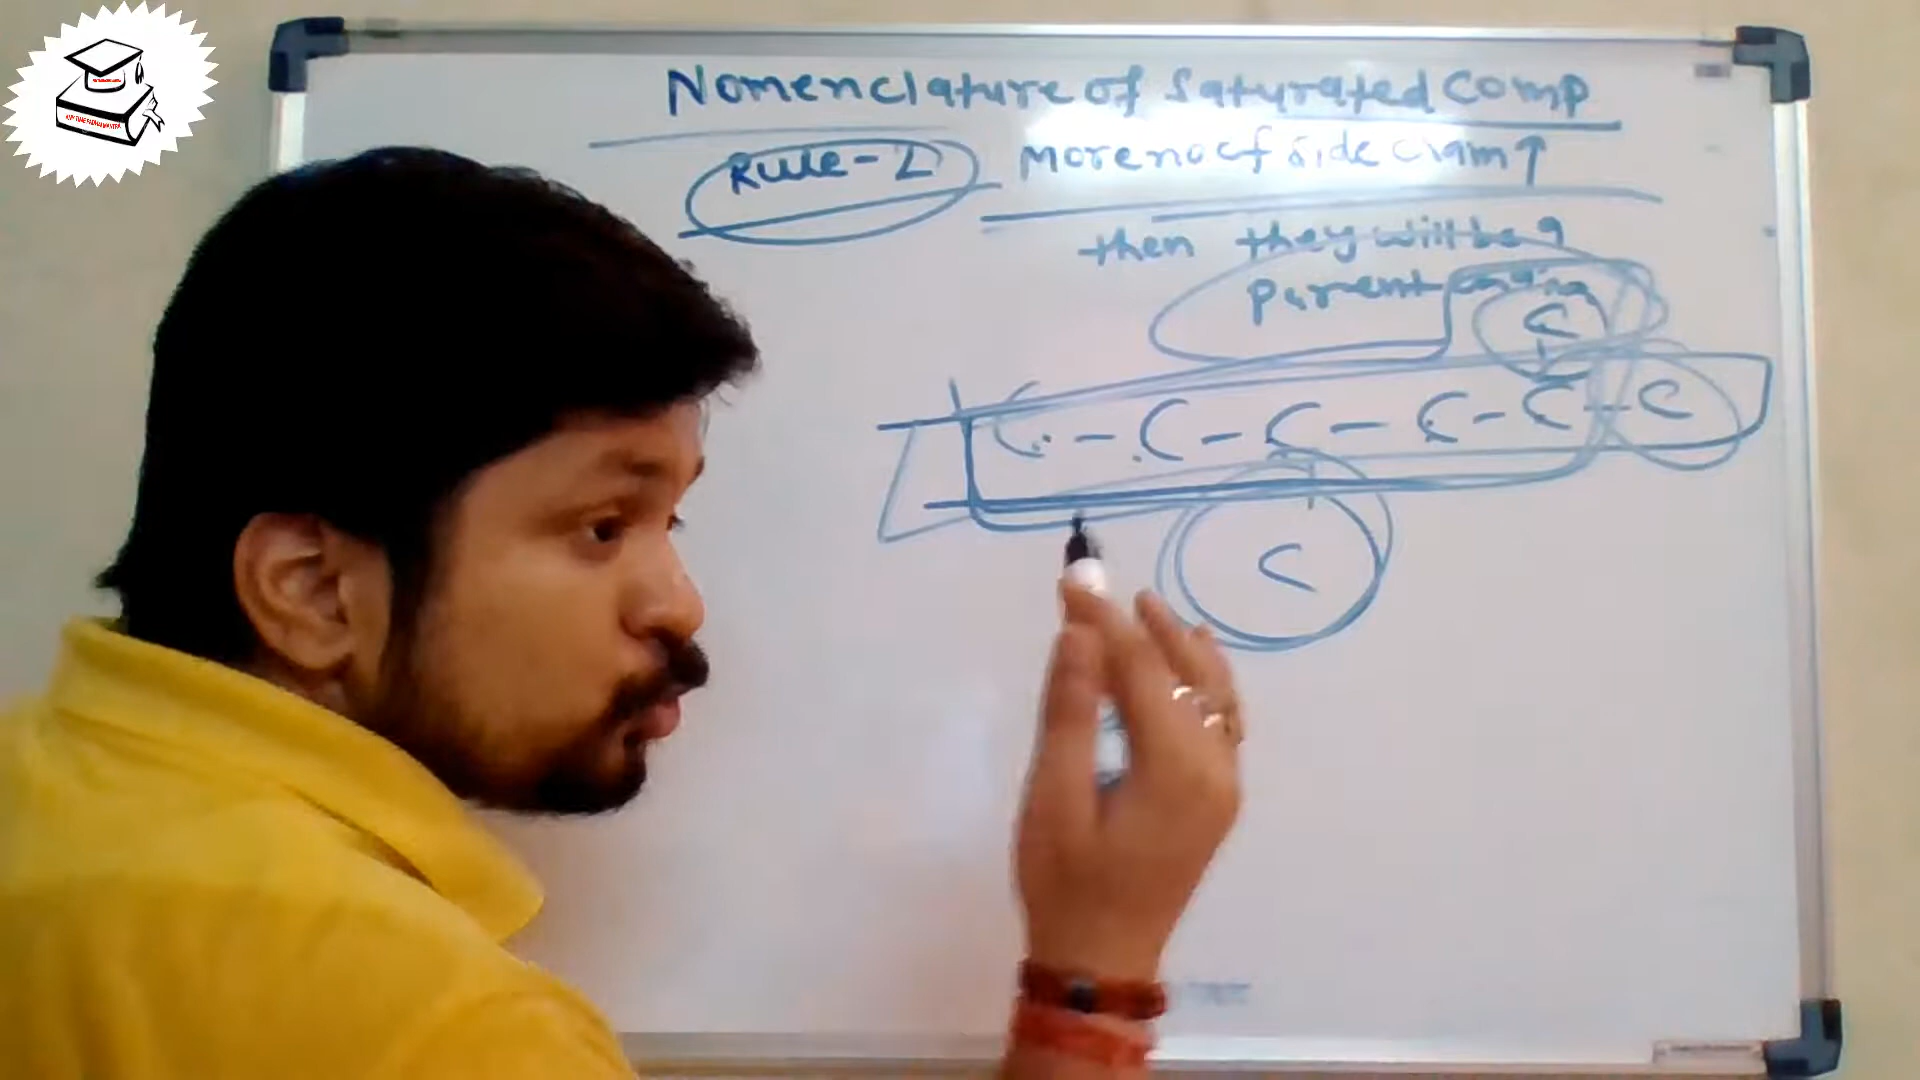 Nomenclature of Saturated Comp
Rule-2 More no of side chain ↑
then they will be a
parent
C
C - C - C - C - C - C
C